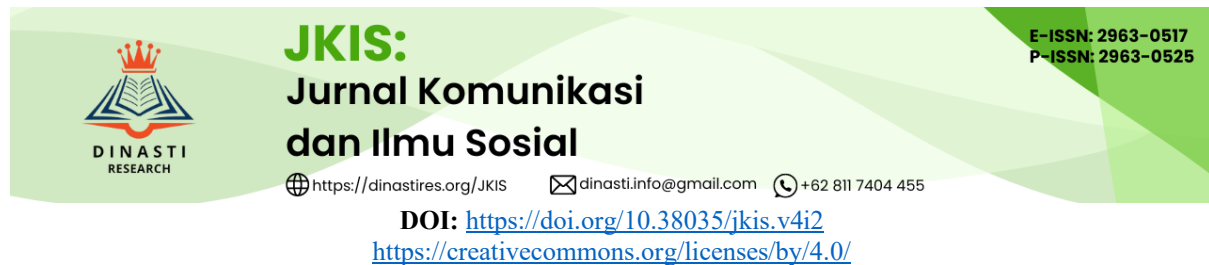 JKIS:
Jurnal Komunikasi
dan Ilmu Sosial
E-ISSN: 2963-0517
P-ISSN: 2963-0525
DINASTI
RESEARCH
https://dinastires.org/JKIS dinasti.info@gmail.com +62 811 7404 455
DOI: https://doi.org/10.38035/jkis.v4i2
https://creativecommons.org/licenses/by/4.0/